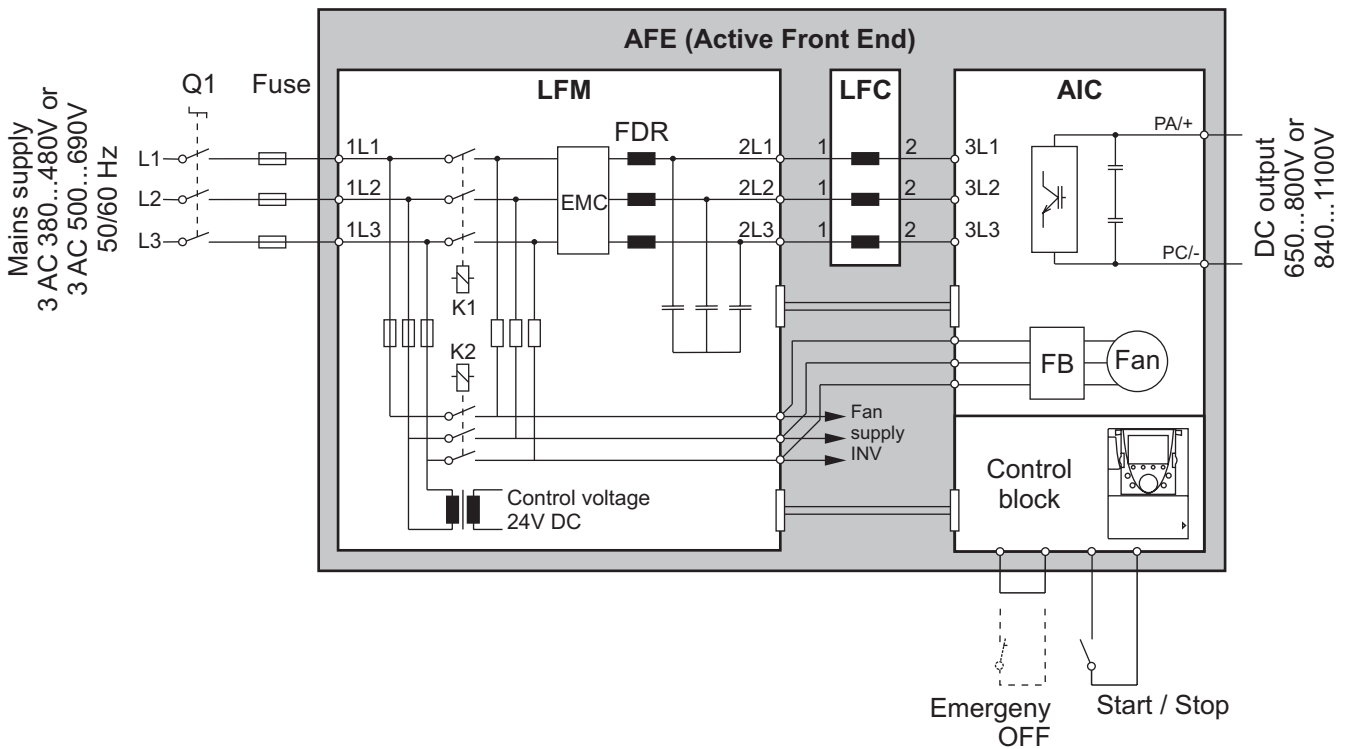 AFE (Active Front End)
Mains supply
3 AC 380...480V or
3 AC 500...690V
50/60 Hz
Q1
Fuse
LFM
LFC
AIC
FDR
EMC
L1
L2
L3
1L1
1L2
1L3
2L1
2L2
2L3
1
1
1
2
2
2
3L1
3L2
3L3
PA/+
PC/-
DC output
650...800V or
840...1100V
K1
K2
FB
Fan
Fan
supply
INV
Control voltage
24V DC
Control
block
Emergeny
OFF
Start / Stop